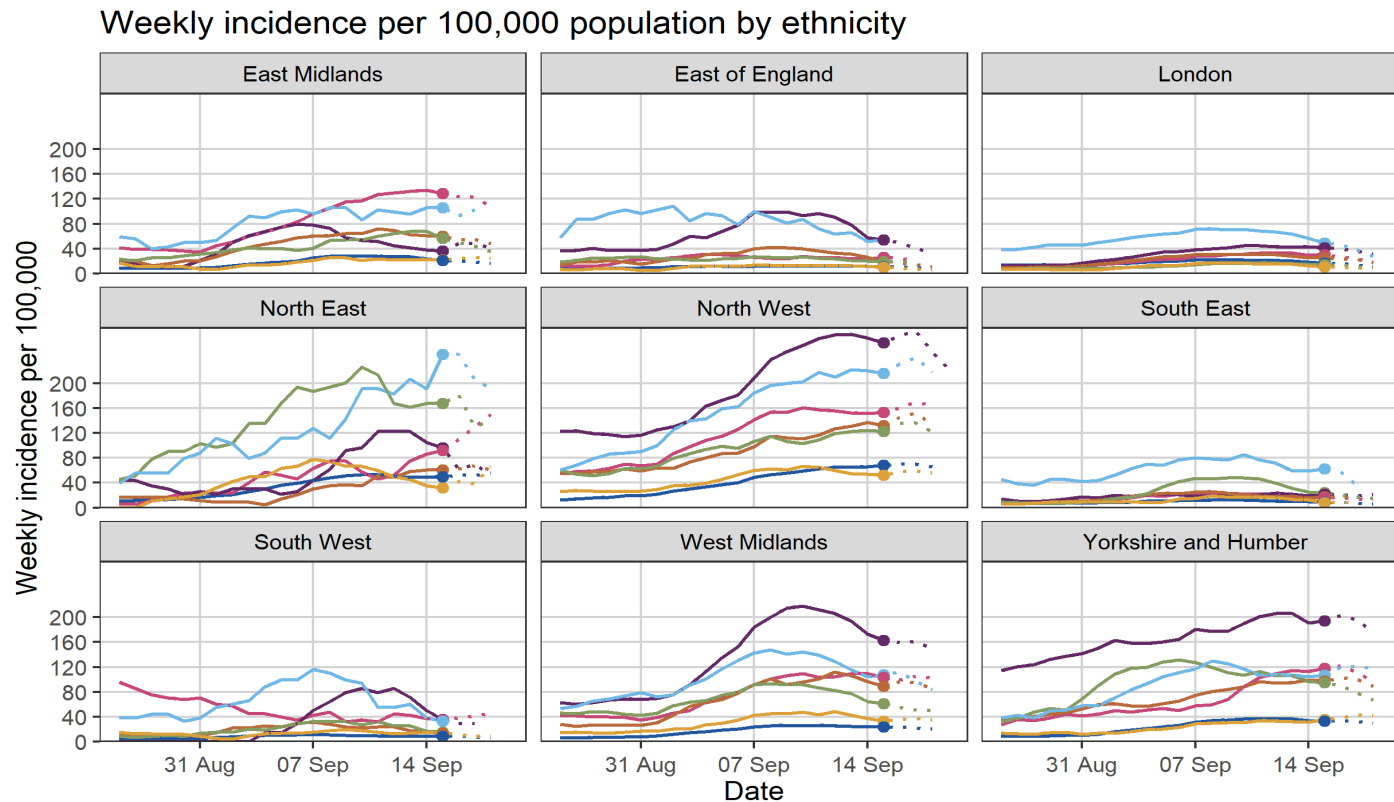 Weekly incidence per 100,000 population by ethnicity
East Midlands
East of England
London
200
160
120
80
40
0
North East
North West
South East
200
160
120
80
40
0
South West
West Midlands
Yorkshire and Humber
200
160
120
80
40
0
Weekly incidence per 100,000
31 Aug
07 Sep
14 Sep
31 Aug
07 Sep
14 Sep
31 Aug
07 Sep
14 Sep
Date